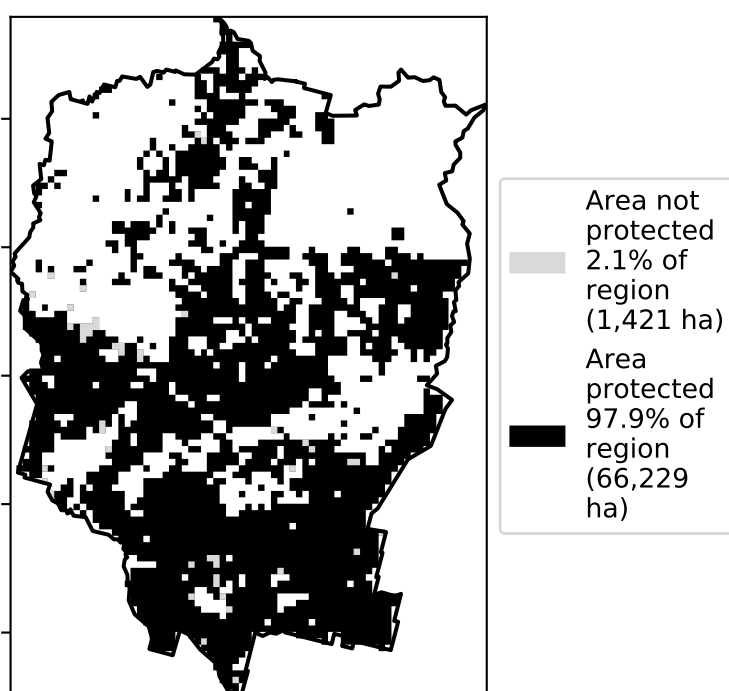 Area not
protected
2.1% of
region
(1,421 ha)
Area
protected
97.9% of
region
(66,229
ha)